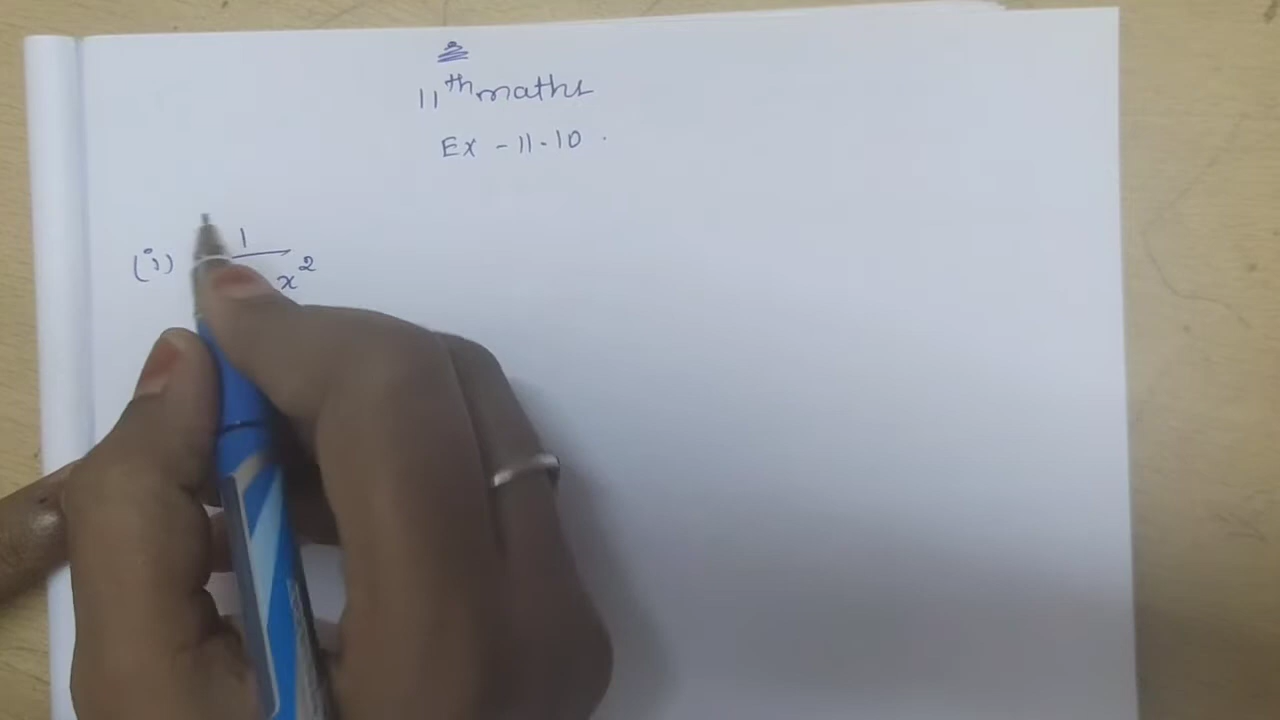 11th maths
Ex - 11.10 .
(i) 1
x2